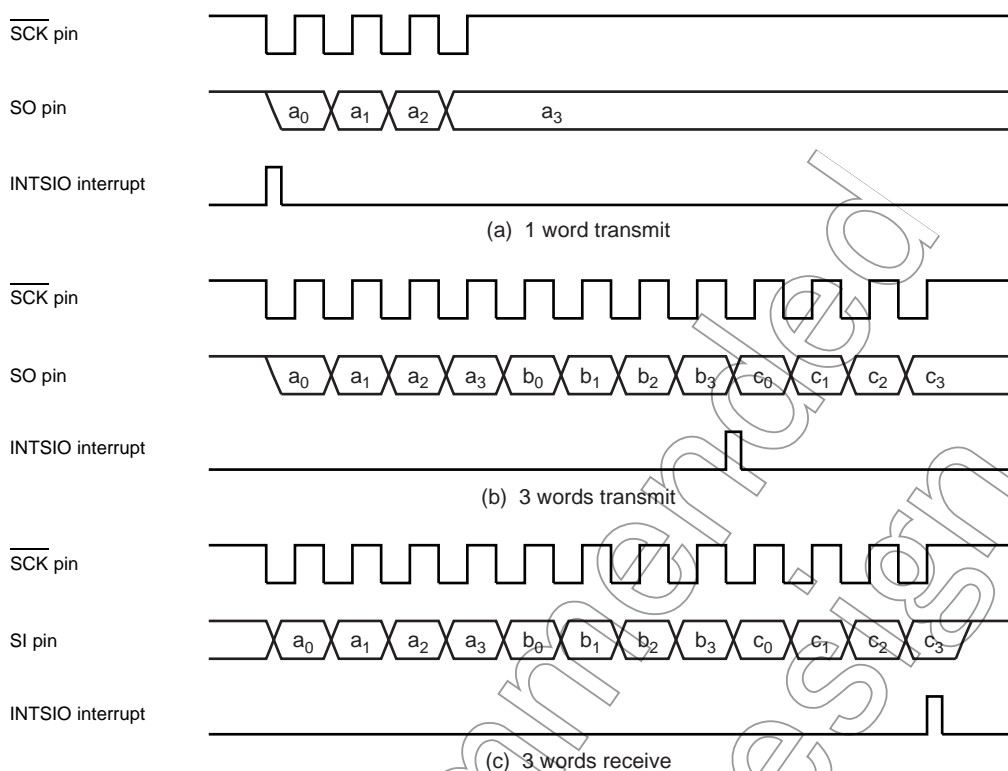 SCK pin
SO pin
a0 a1 a2 a3
INTSIO interrupt
(a) 1 word transmit
SCK pin
SO pin
a0 a1 a2 a3 b0 b1 b2 b3 c0 c1 c2 c3
INTSIO interrupt
(b) 3 words transmit
SCK pin
SI pin
a0 a1 a2 a3 b0 b1 b2 b3 c0 c1 c2 c3
INTSIO interrupt
(c) 3 words receive
mmended
esign